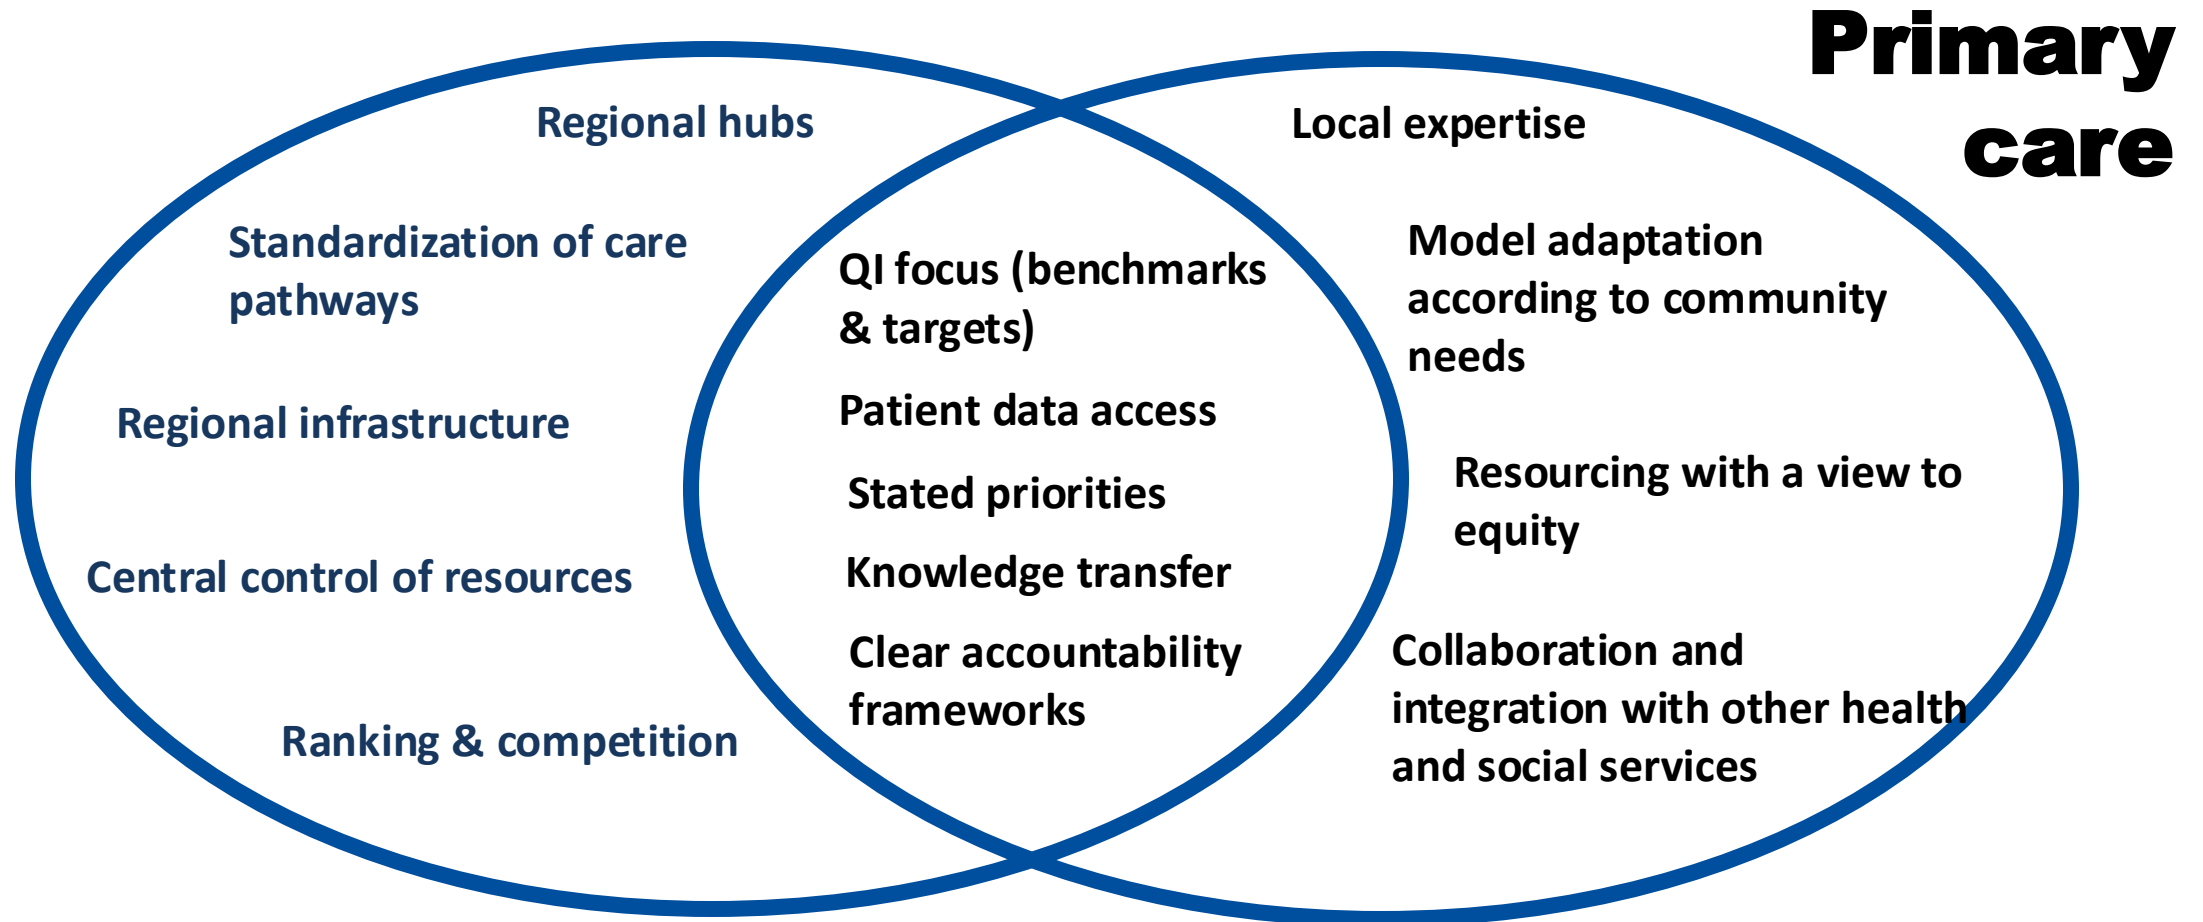 Primary
care
Regional hubs
Standardization of care
pathways
Regional infrastructure
Central control of resources
Ranking & competition
QI focus (benchmarks
& targets)
Patient data access
Stated priorities
Knowledge transfer
Clear accountability
frameworks
Local expertise
Model adaptation
according to community
needs
Resourcing with a view to
equity
Collaboration and
integration with other health
and social services